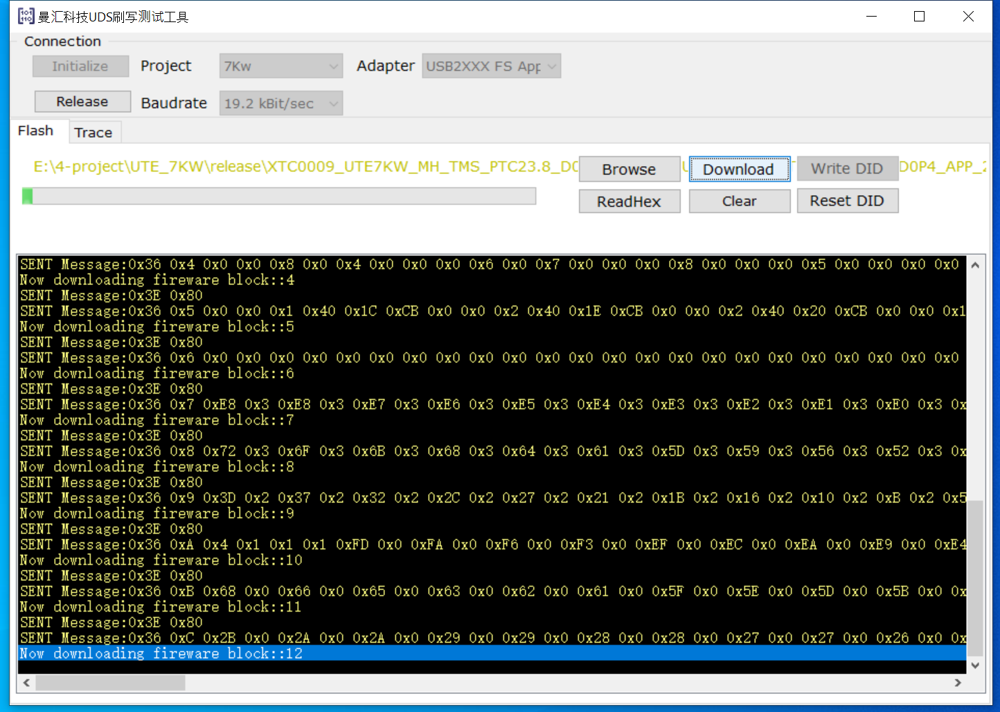 曼汇科技UDS刷写测试工具
Connection
Initialize Project 7Kw Adapter USB2XXX FS App
Release Baudrate 19.2 kBit/sec
Flash Trace
E:\4-project\UTE_7KW\release\XTC0009_UTE7KW_MH_TMS_PTC23.8_D0 Browse Download Write DID D0P4_APP_2
ReadHex Clear Reset DID
SENT Message:0x36 0x4 0x0 0x0 0x8 0x0 0x4 0x0 0x0 0x0 0x6 0x0 0x7 0x0 0x0 0x0 0x8 0x0 0x0 0x0 0x5 0x0 0x0 0x0 0x0
Now downloading fireware block::4
SENT Message:0x3E 0x80
SENT Message:0x36 0x5 0x0 0x0 0x1 0x40 0x1C 0xCB 0x0 0x0 0x2 0x40 0x1E 0xCB 0x0 0x0 0x2 0x40 0x20 0xCB 0x0 0x0 0x1
Now downloading fireware block::5
SENT Message:0x3E 0x80
SENT Message:0x36 0x6 0x0 0x0 0x0 0x0 0x0 0x0 0x0 0x0 0x0 0x0 0x0 0x0 0x0 0x0 0x0 0x0 0x0 0x0 0x0 0x0 0x0 0x0 0x0
Now downloading fireware block::6
SENT Message:0x3E 0x80
SENT Message:0x36 0x7 0xE8 0x3 0xE8 0x3 0xE7 0x3 0xE6 0x3 0xE5 0x3 0xE4 0x3 0xE3 0x3 0xE2 0x3 0xE1 0x3 0xE0 0x3 0x
Now downloading fireware block::7
SENT Message:0x3E 0x80
SENT Message:0x36 0x8 0x72 0x3 0x6F 0x3 0x6B 0x3 0x68 0x3 0x64 0x3 0x61 0x3 0x5D 0x3 0x59 0x3 0x56 0x3 0x52 0x3 0x
Now downloading fireware block::8
SENT Message:0x3E 0x80
SENT Message:0x36 0x9 0x3D 0x2 0x37 0x2 0x32 0x2 0x2C 0x2 0x27 0x2 0x21 0x2 0x1B 0x2 0x16 0x2 0x10 0x2 0xB 0x2 0x5
Now downloading fireware block::9
SENT Message:0x3E 0x80
SENT Message:0x36 0xA 0x4 0x1 0x1 0x1 0xFD 0x0 0xFA 0x0 0xF6 0x0 0xF3 0x0 0xEF 0x0 0xEC 0x0 0xEA 0x0 0xE9 0x0 0xE4
Now downloading fireware block::10
SENT Message:0x3E 0x80
SENT Message:0x36 0xB 0x68 0x0 0x66 0x0 0x65 0x0 0x63 0x0 0x62 0x0 0x61 0x0 0x5F 0x0 0x5E 0x0 0x5D 0x0 0x5B 0x0 0x
Now downloading fireware block::11
SENT Message:0x3E 0x80
SENT Message:0x36 0xC 0x2B 0x0 0x2A 0x0 0x2A 0x0 0x29 0x0 0x29 0x0 0x28 0x0 0x28 0x0 0x27 0x0 0x27 0x0 0x26 0x0 0x
Now downloading fireware block::12